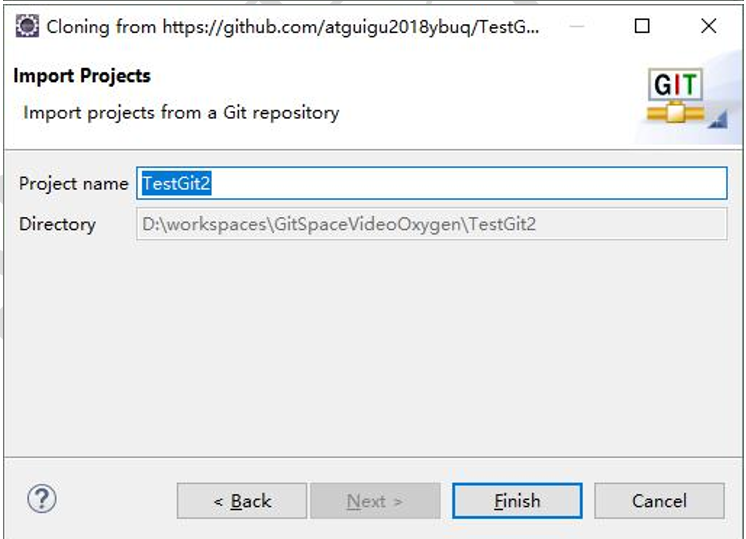 Cloning from https://github.com/atguigu2018ybuq/TestG...
Import Projects
Import projects from a Git repository
GIT
Project name TestGit2
Directory D:\workspaces\GitSpaceVideoOxygen\TestGit2
? < Back Next > Finish Cancel